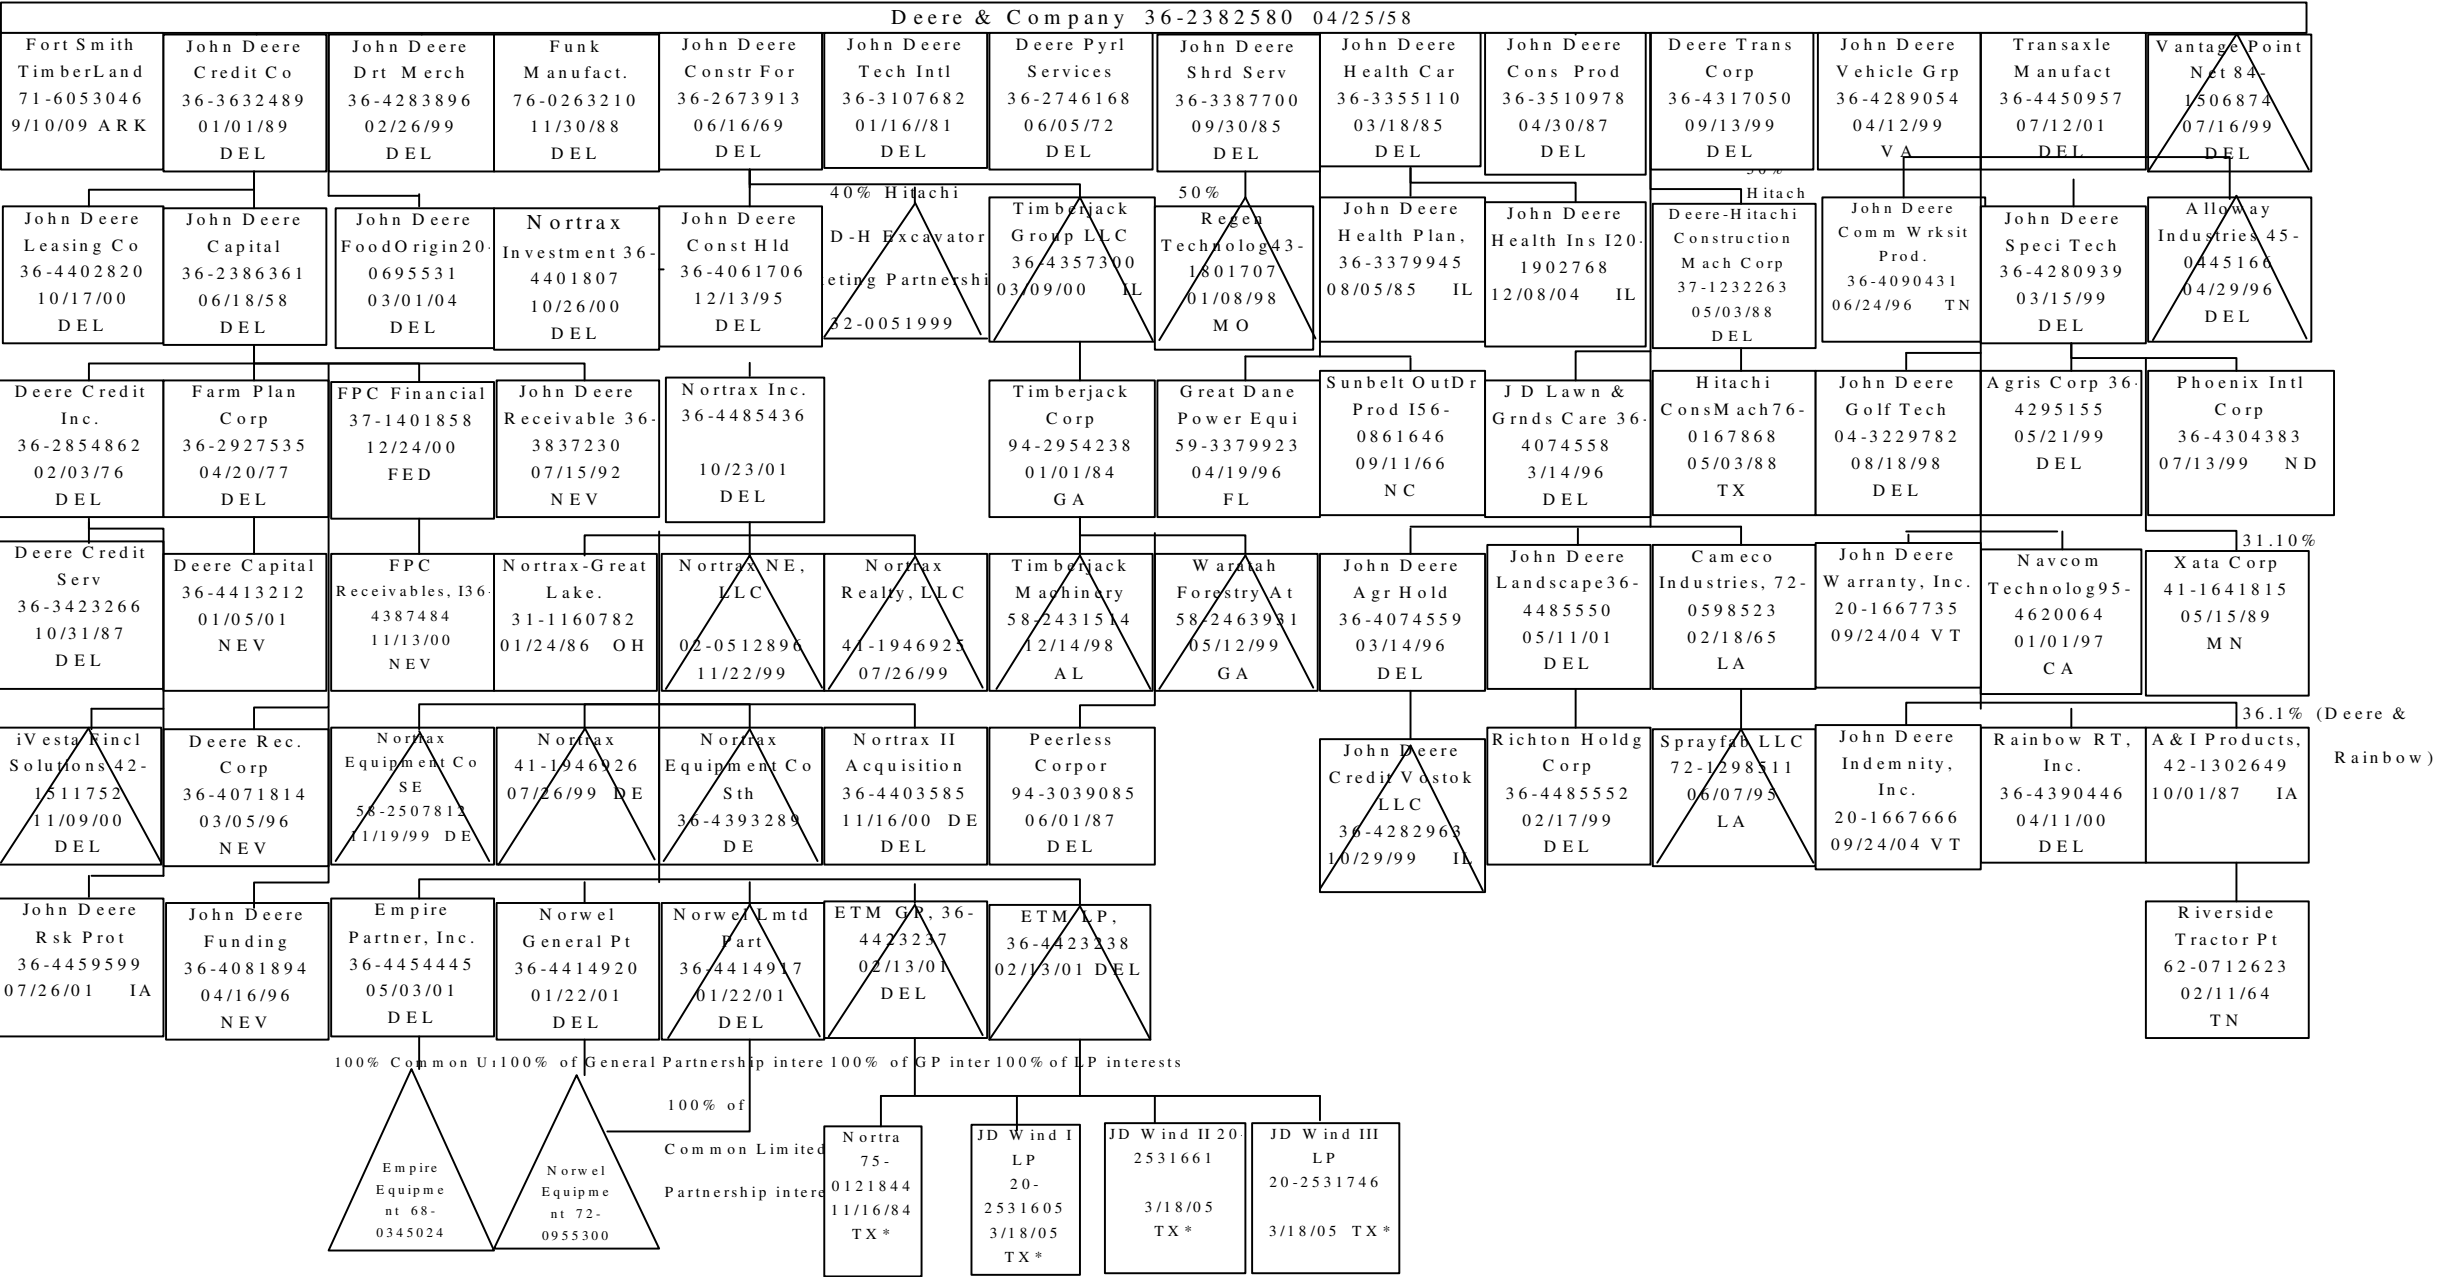 Deere & Company 36-2382580 04/25/58
Fort Smith
TimberLand
71-6053046
9/10/09 ARK
John Deere
Credit Co
36-3632489
01/01/89
DEL
John Deere
Drt Merch
36-4283896
02/26/99
DEL
Funk
Manufact.
76-0263210
11/30/88
DEL
John Deere
Constr For
36-2673913
06/16/69
DEL
John Deere
Tech Intl
36-3107682
01/16//81
DEL
Deere Pyrl
Services
36-2746168
06/05/72
DEL
John Deere
Shrd Serv
36-3387700
09/30/85
DEL
John Deere
Health Car
36-3355110
03/18/85
DEL
John Deere
Cons Prod
36-3510978
04/30/87
DEL
Deere Trans
Corp
36-4317050
09/13/99
DEL
John Deere
Vehicle Grp
36-4289054
04/12/99
VA
Transaxle
Manufact
36-4450957
07/12/01
DEL
Vantage Point
Net 84-
1506874
07/16/99
DEL
John Deere
Leasing Co
36-4402820
10/17/00
DEL
John Deere
Capital
36-2386361
06/18/58
DEL
John Deere
FoodOrigin20-
0695531
03/01/04
DEL
Nortrax
Investment 36-
4401807
10/26/00
DEL
John Deere
Const Hld
36-4061706
12/13/95
DEL
40% Hitachi
D-H Excavator
eting Partnershi
32-0051999
Timberjack
Group LLC
36-4357300
03/09/00 IL
50%
Regen
Technolog43-
1801707
01/08/98
MO
John Deere
Health Plan,
36-3379945
08/05/85 IL
John Deere
Health Ins I20-
1902768
12/08/04 IL
50%
Hitach
Deere-Hitachi
Construction
Mach Corp
37-1232263
05/03/88
DEL
John Deere
Comm Wrksit
Prod.
36-4090431
06/24/96 TN
John Deere
Speci Tech
36-4280939
03/15/99
DEL
Alloway
Industries 45-
0445166
04/29/96
DEL
Deere Credit
Inc.
36-2854862
02/03/76
DEL
Farm Plan
Corp
36-2927535
04/20/77
DEL
FPC Financial
37-1401858
12/24/00
FED
John Deere
Receivable 36-
3837230
07/15/92
NEV
Nortrax Inc.
36-4485436
10/23/01
DEL
Timberjack
Corp
94-2954238
01/01/84
GA
Great Dane
Power Equi
59-3379923
04/19/96
FL
Sunbelt OutDr
Prod I56-
0861646
09/11/66
NC
JD Lawn &
Grnds Care 36-
4074558
3/14/96
DEL
Hitachi
ConsMach76-
0167868
05/03/88
TX
John Deere
Golf Tech
04-3229782
08/18/98
DEL
Agris Corp 36-
4295155
05/21/99
DEL
Phoenix Intl
Corp
36-4304383
07/13/99 ND
Deere Credit
Serv
36-3423266
10/31/87
DEL
Deere Capital
36-4413212
01/05/01
NEV
FPC
Receivables, I36-
4387484
11/13/00
NEV
Nortrax-Great
Lake.
31-1160782
01/24/86 OH
Nortrax NE,
LLC
02-0512896
11/22/99
Nortrax
Realty, LLC
41-1946925
07/26/99
Timberjack
Machinery
58-2431514
12/14/98
AL
Waratah
Forestry At
58-2463931
05/12/99
GA
John Deere
Agr Hold
36-4074559
03/14/96
DEL
John Deere
Landscape36-
4485550
05/11/01
DEL
Cameco
Industries, 72-
0598523
02/18/65
LA
John Deere
Warranty, Inc.
20-1667735
09/24/04 VT
Navcom
Technolog95-
4620064
01/01/97
CA
31.10%
Xata Corp
41-1641815
05/15/89
MN
iVesta Fincl
Solutions 42-
1511752
11/09/00
DEL
Deere Rec.
Corp
36-4071814
03/05/96
NEV
Nortrax
Equipment Co
SE
58-2507812
11/19/99 DE
Nortrax
41-1946926
07/26/99 DE
Nortrax
Equipment Co
Sth
36-4393289
DE
Nortrax II
Acquisition
36-4403585
11/16/00 DE
DEL
Peerless
Corpor
94-3039085
06/01/87
DEL
John Deere
Credit Vostok
LLC
36-4282963
10/29/99 IL
Richton Holdg
Corp
36-4485552
02/17/99
DEL
Sprayfab LLC
72-1298511
06/07/95
LA
John Deere
Indemnity,
Inc.
20-1667666
09/24/04 VT
Rainbow RT,
Inc.
36-4390446
04/11/00
DEL
36.1% (Deere &
Rainbow)
A&I Products,
42-1302649
10/01/87 IA
John Deere
Rsk Prot
36-4459599
07/26/01 IA
John Deere
Funding
36-4081894
04/16/96
NEV
Empire
Partner, Inc.
36-4454445
05/03/01
DEL
Norwel
General Pt
36-4414920
01/22/01
DEL
Norwel Lmtd
Part
36-4414917
01/22/01
DEL
ETM GP, 36-
4423237
02/13/01
DEL
ETM LP,
36-4423238
02/13/01 DEL
Riverside
Tractor Pt
62-0712623
02/11/64
TN
100% Common U 100% of General Partnership intere 100% of GP inter 100% of LP interests
100% of
Common Limited
Partnership intere
Empire
Equipme
nt 68-
0345024
Norwel
Equipme
nt 72-
0955300
Nortra
75-
0121844
11/16/84
TX*
JD Wind I
LP
20-
2531605
3/18/05
TX*
JD Wind II 20-
2531661
3/18/05
TX*
JD Wind III
LP
20-2531746
3/18/05 TX*